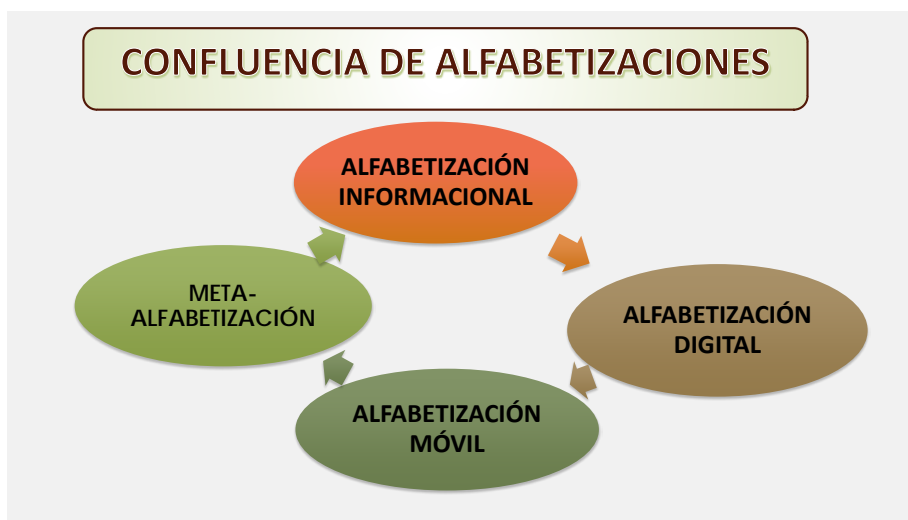 CONFLUENCIA DE ALFABETIZACIONES
ALFABETIZACIÓN
INFORMACIONAL
META-
ALFABETIZACIÓN
ALFABETIZACIÓN
DIGITAL
ALFABETIZACIÓN
MÓVIL